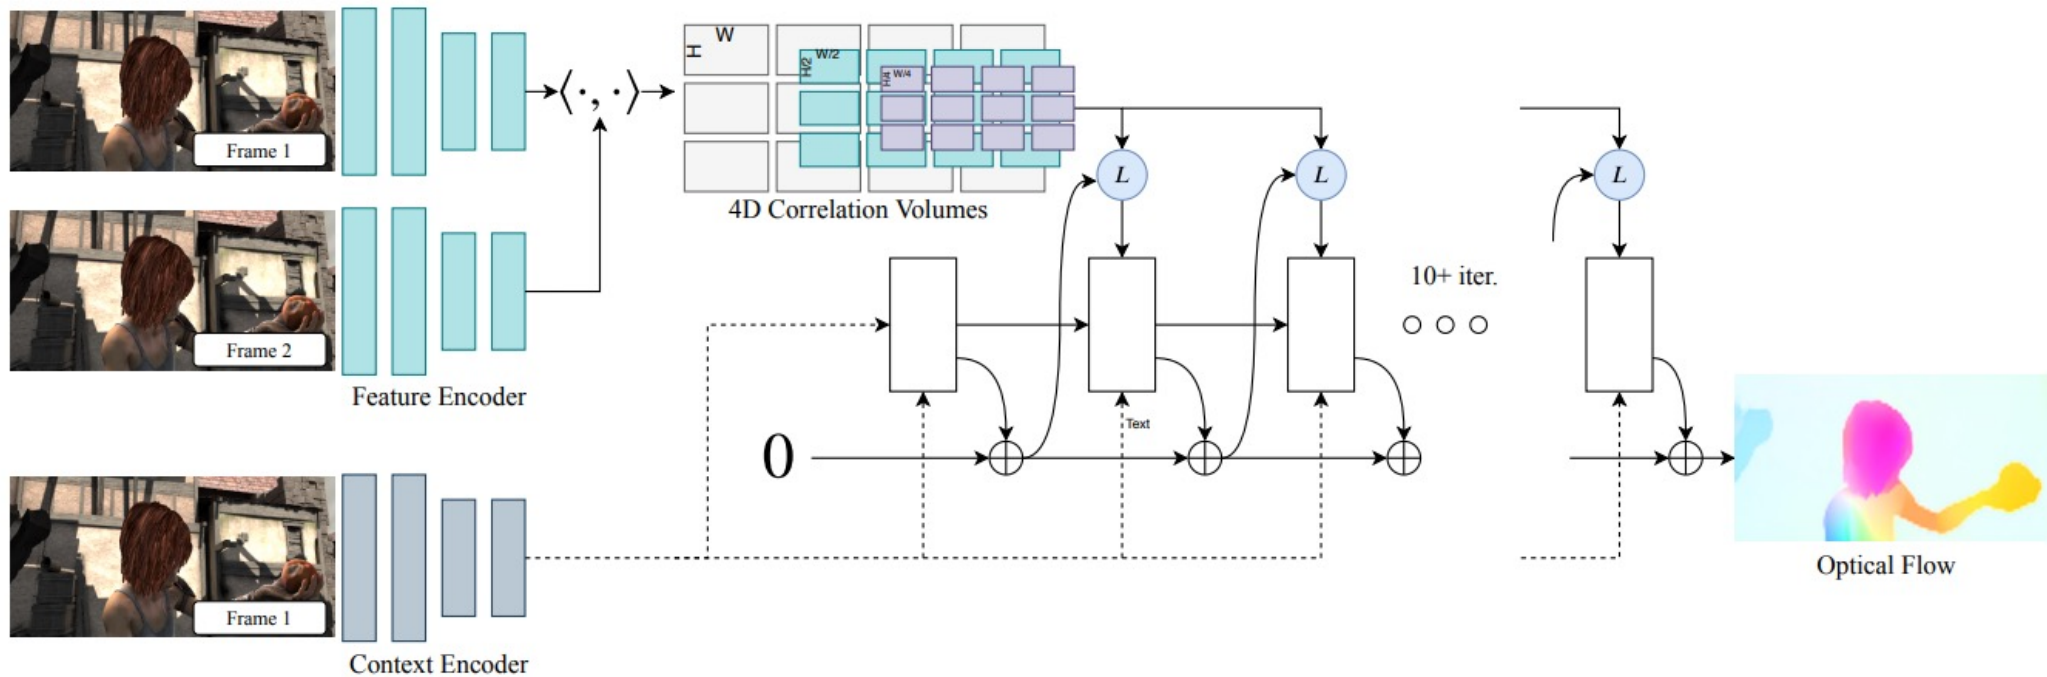 Frame 1
Frame 2
Feature Encoder
Frame 1
Context Encoder
⟨·, ·⟩
H
W
H/2
W/2
H/4
W/4
4D Correlation Volumes
L
L
L
10+ iter.
Text
0
Optical Flow